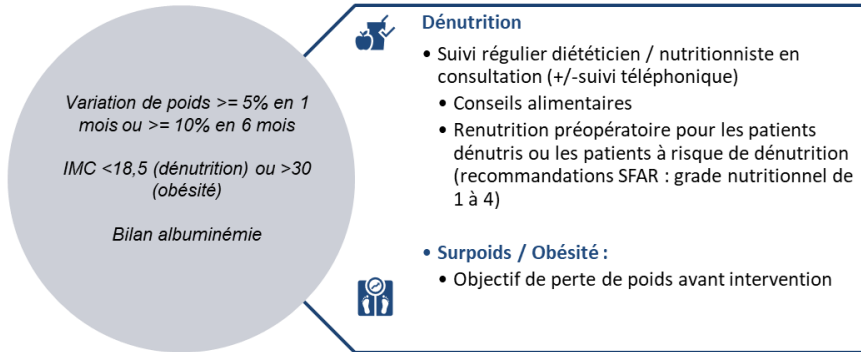 Variation de poids >= 5% en 1
mois ou >= 10% en 6 mois
IMC <18,5 (dénutrition) ou >30
(obésité)
Bilan albuminémie
Dénutrition
• Suivi régulier diététicien / nutritionniste en
consultation (+/-suivi téléphonique)
• Conseils alimentaires
• Renutrition préopératoire pour les patients
dénutris ou les patients à risque de dénutrition
(recommandations SFAR : grade nutritionnel de
1 à 4)
• Surpoids / Obésité :
• Objectif de perte de poids avant intervention